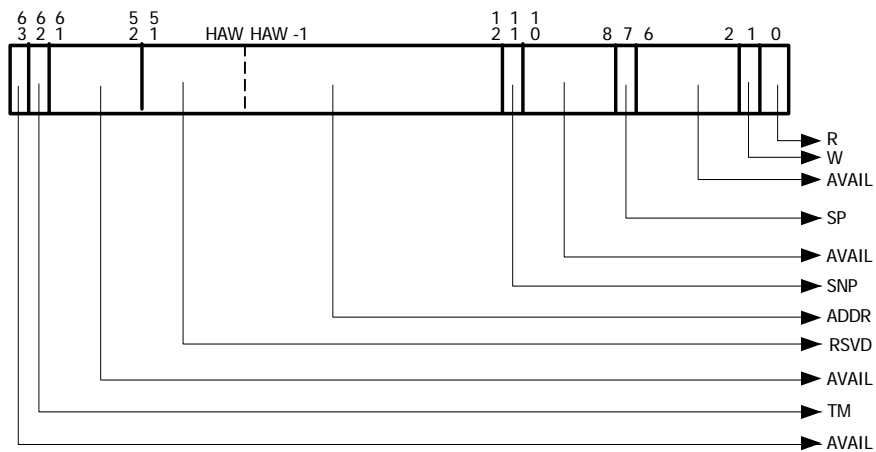 6 6 6 5 5 1 1 1
3 2 1 2 1 HAW HAW -1 2 1 0 8 7 6 2 1 0
R
W
AVAIL
SP
AVAIL
SNP
ADDR
RSVD
AVAIL
TM
AVAIL